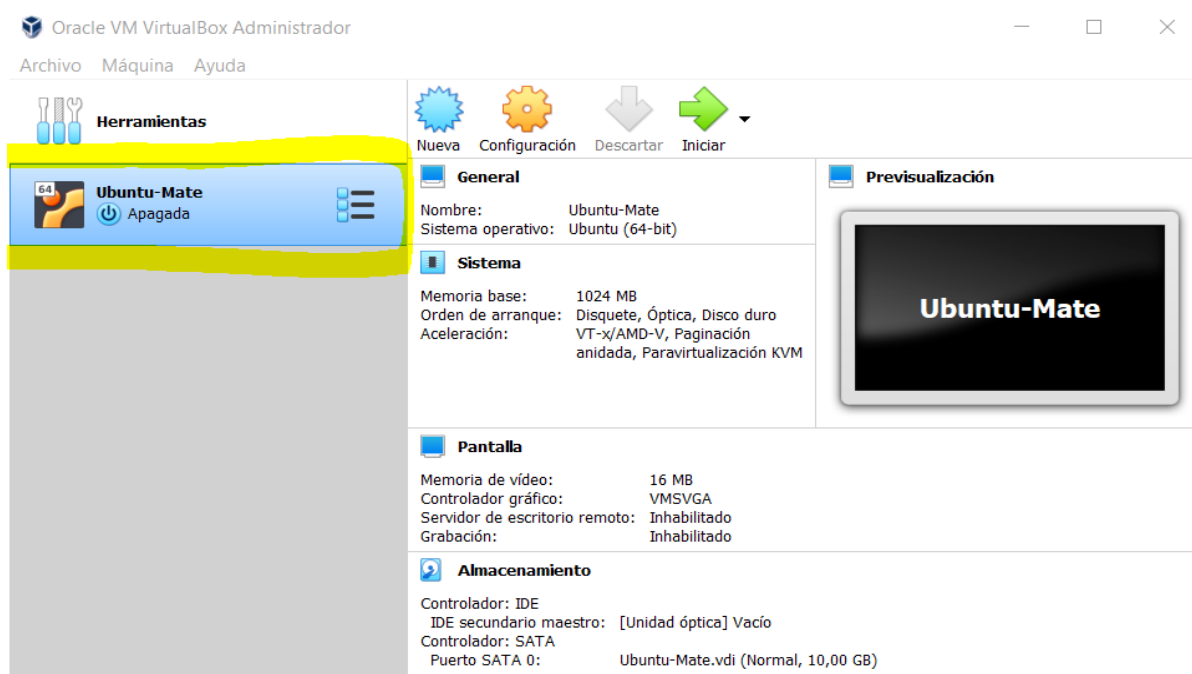 Oracle VM VirtualBox Administrador
Archivo Máquina Ayuda
Herramientas
64
Ubuntu-Mate
Apagada
Nueva Configuración Descartar Iniciar
General
Nombre: Ubuntu-Mate
Sistema operativo: Ubuntu (64-bit)
Previsualización
Ubuntu-Mate
Sistema
Memoria base: 1024 MB
Orden de arranque: Disquete, Óptica, Disco duro
Aceleración: VT-x/AMD-V, Paginación
anidada, Paravirtualización KVM
Pantalla
Memoria de vídeo: 16 MB
Controlador gráfico: VMSVGA
Servidor de escritorio remoto: Inhabilitado
Grabación: Inhabilitado
Almacenamiento
Controlador: IDE
IDE secundario maestro: [Unidad óptica] Vacío
Controlador: SATA
Puerto SATA 0: Ubuntu-Mate.vdi (Normal, 10,00 GB)